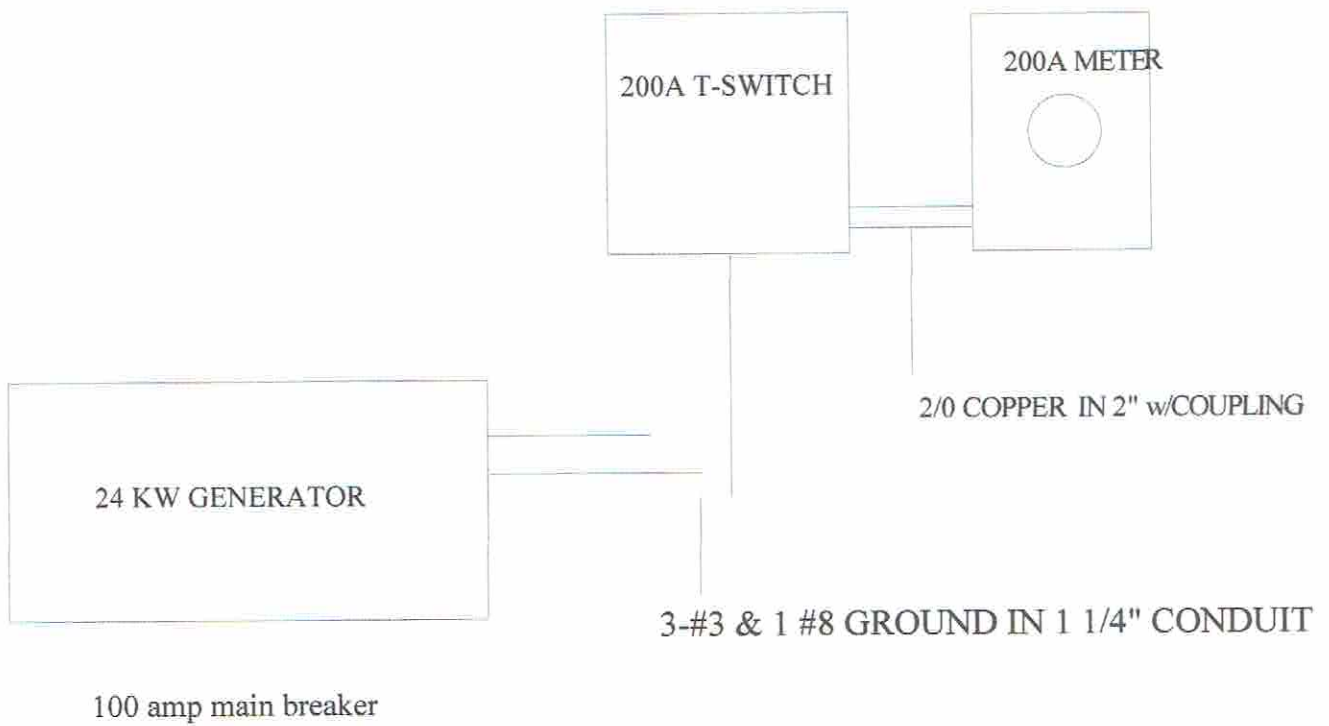 200A T-SWITCH
200A METER
2/0 COPPER IN 2" w/COUPLING
24 KW GENERATOR
3-#3 & 1 #8 GROUND IN 1 1/4" CONDUIT
100 amp main breaker